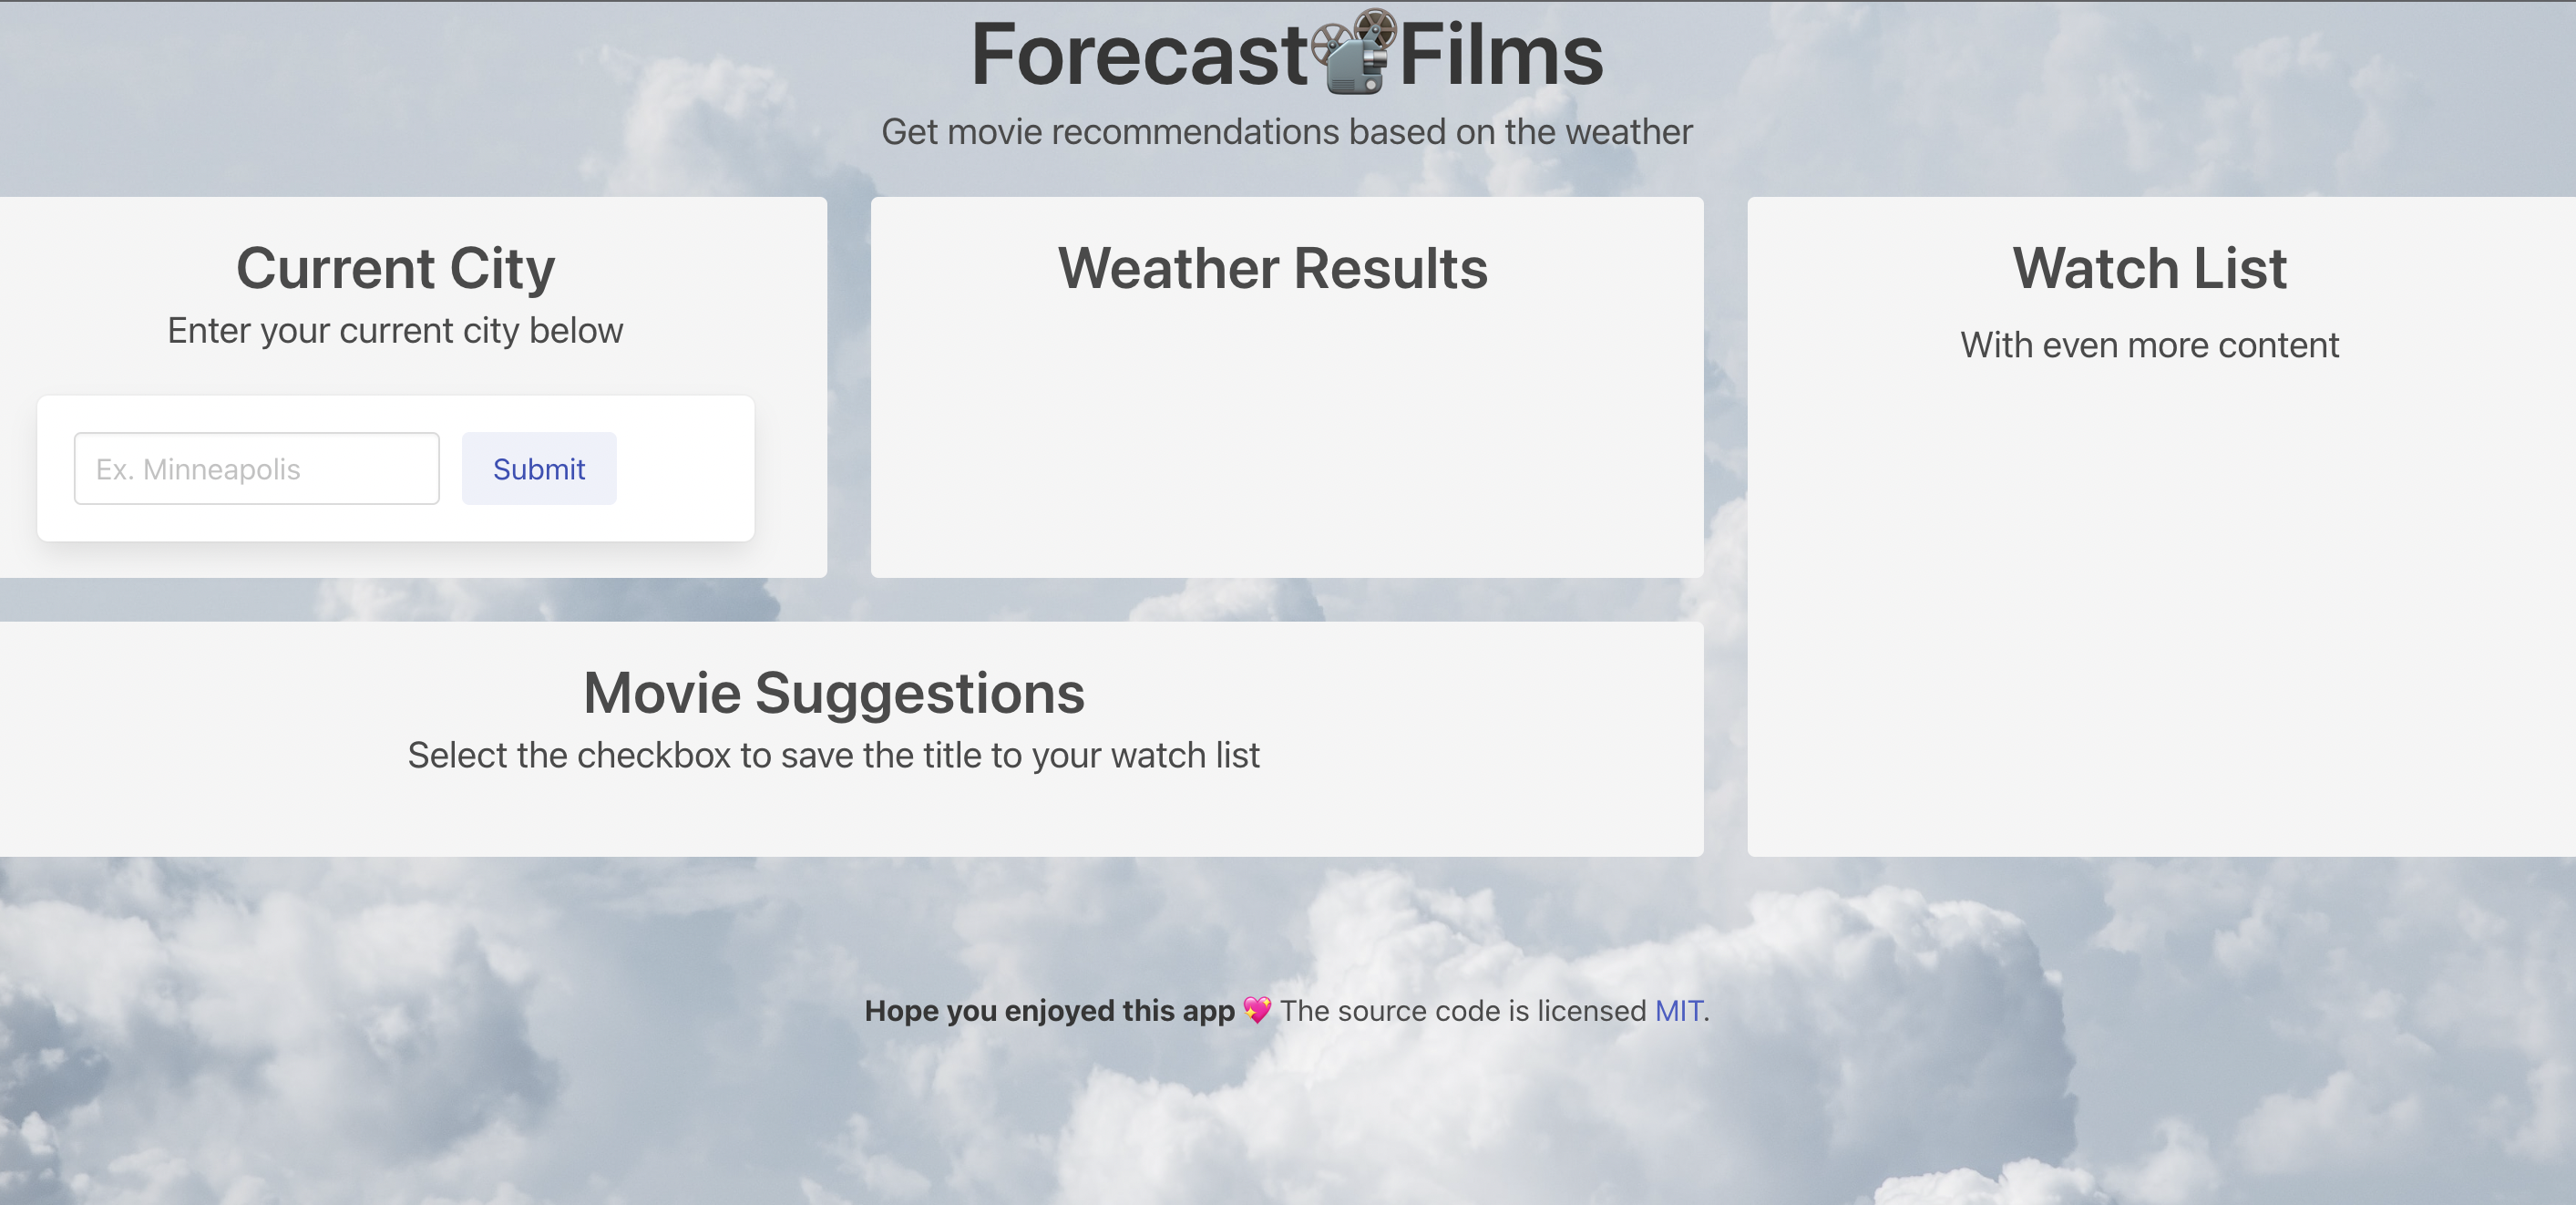 Forecast📽Films
Get movie recommendations based on the weather
Current City
Enter your current city below
Ex. Minneapolis
Submit
Weather Results
Watch List
With even more content
Movie Suggestions
Select the checkbox to save the title to your watch list
Hope you enjoyed this app 💖 The source code is licensed MIT.